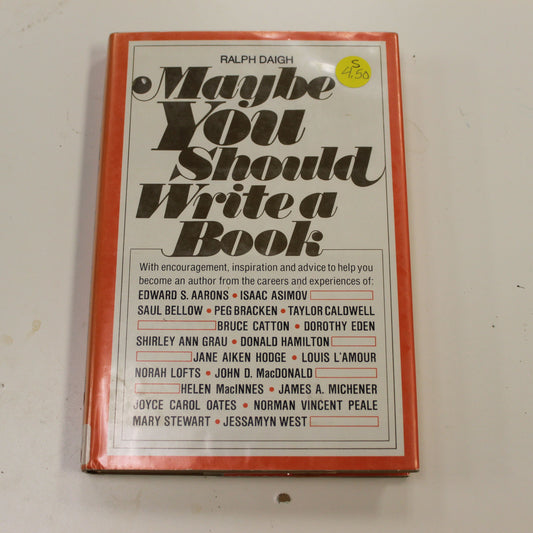 RALPH DAIGH
S
4.50
Maybe
You
Should
Write a
Book
With encouragement, inspiration and advice to help you
become an author from the careers and experiences of:
EDWARD S. AARONS • ISAAC ASIMOV
SAUL BELLOW • PEG BRACKEN • TAYLOR CALDWELL
BRUCE CATTON • DOROTHY EDEN
SHIRLEY ANN GRAU • DONALD HAMILTON
JANE AIKEN HODGE • LOUIS L'AMOUR
NORAH LOFTS • JOHN D. MacDONALD
HELEN MacINNES • JAMES A. MICHENER
JOYCE CAROL OATES • NORMAN VINCENT PEALE
MARY STEWART • JESSAMYN WEST